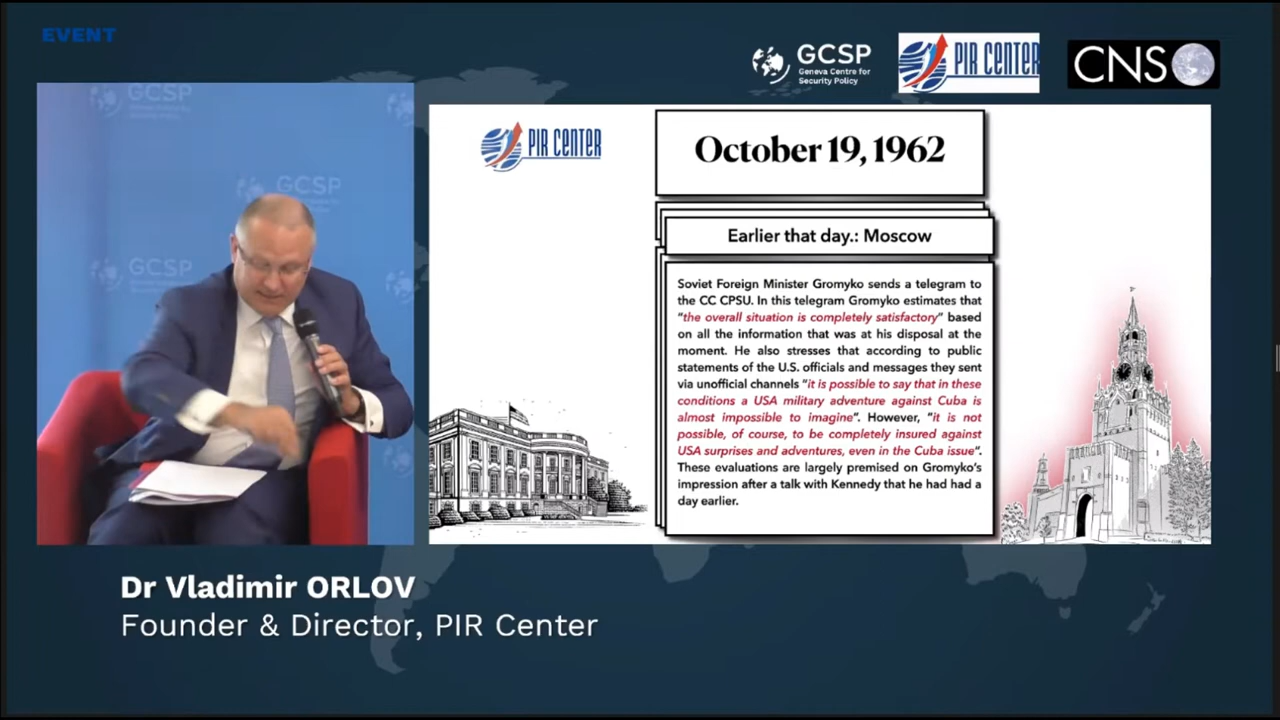 EVENT
GCSP
Geneva Centre for
Security Policy
PIR CENTER
CNS
GCSP
GCSP
GCSP
PIR CENTER
October 19, 1962
Earlier that day.: Moscow
Soviet Foreign Minister Gromyko sends a telegram to
the CC CPSU. In this telegram Gromyko estimates that
"the overall situation is completely satisfactory" based
on all the information that was at his disposal at the
moment. He also stresses that according to public
statements of the U.S. officials and messages they sent
via unofficial channels "it is possible to say that in these
conditions a USA military adventure against Cuba is
almost impossible to imagine". However, "it is not
possible, of course, to be completely insured against
USA surprises and adventures, even in the Cuba issue".
These evaluations are largely premised on Gromyko's
impression after a talk with Kennedy that he had had a
day earlier.
Dr Vladimir ORLOV
Founder & Director, PIR Center